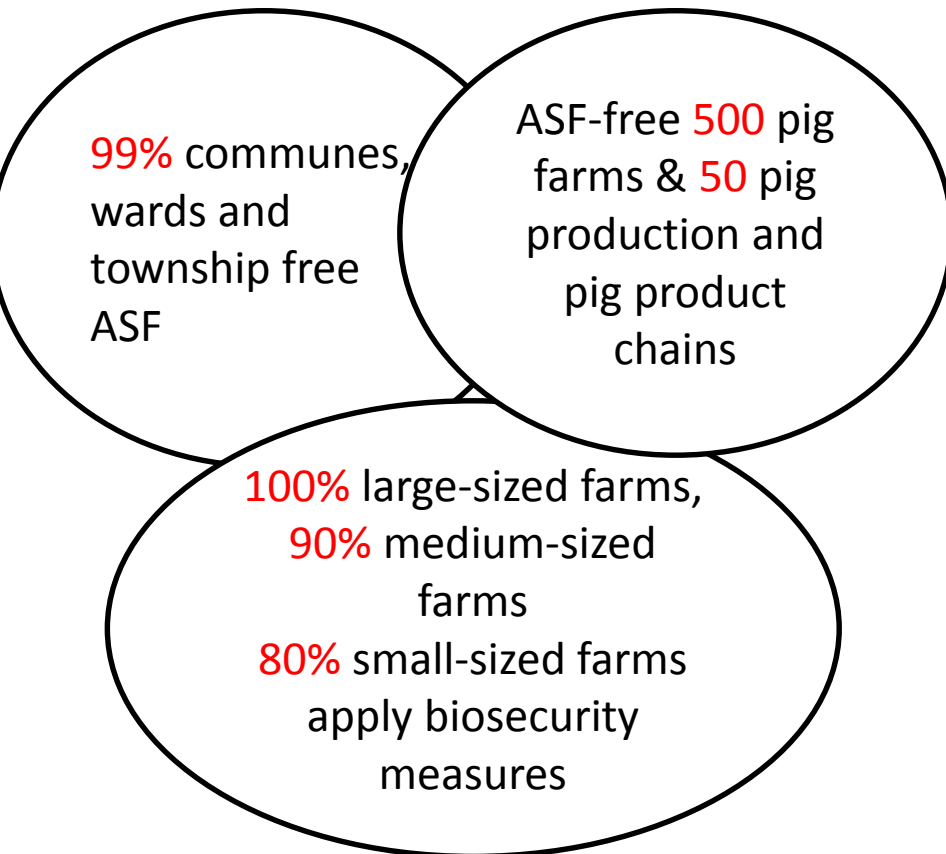 99% communes,
wards and
township free
ASF
ASF-free 500 pig
farms & 50 pig
production and
pig product
chains
100% large-sized farms,
90% medium-sized
farms
80% small-sized farms
apply biosecurity
measures